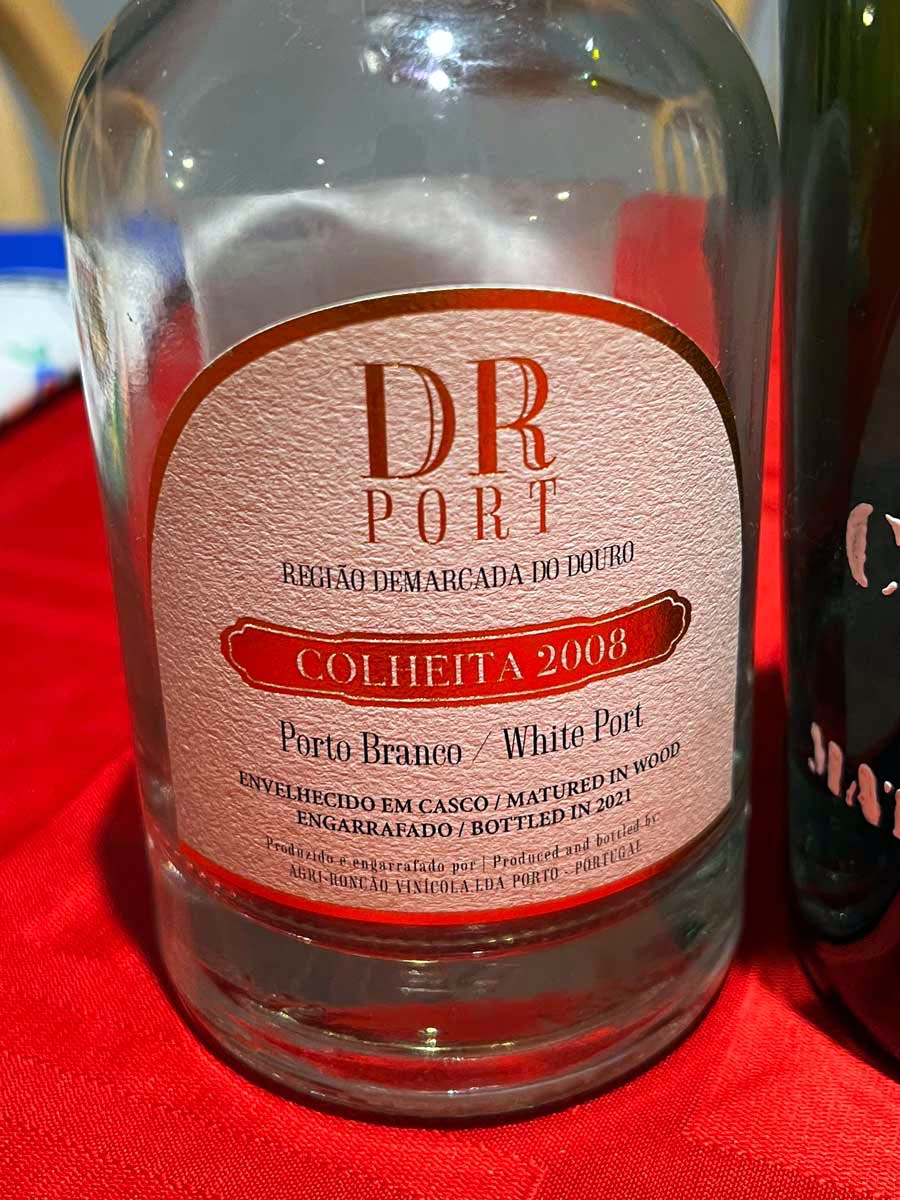 DR
PORT
REGIÃO DEMARCADA DO DOURO
COLHEITA 2008
Porto Branco / White Port
ENVELHECIDO EM CASCO / MATURED IN WOOD
ENGARRAFADO / BOTTLED IN 2021
Produzido e engarrafado por | Produced and bottled by:
AGRI-RONCÃO VINÍCOLA.LDA PORTO - PORTUGAL